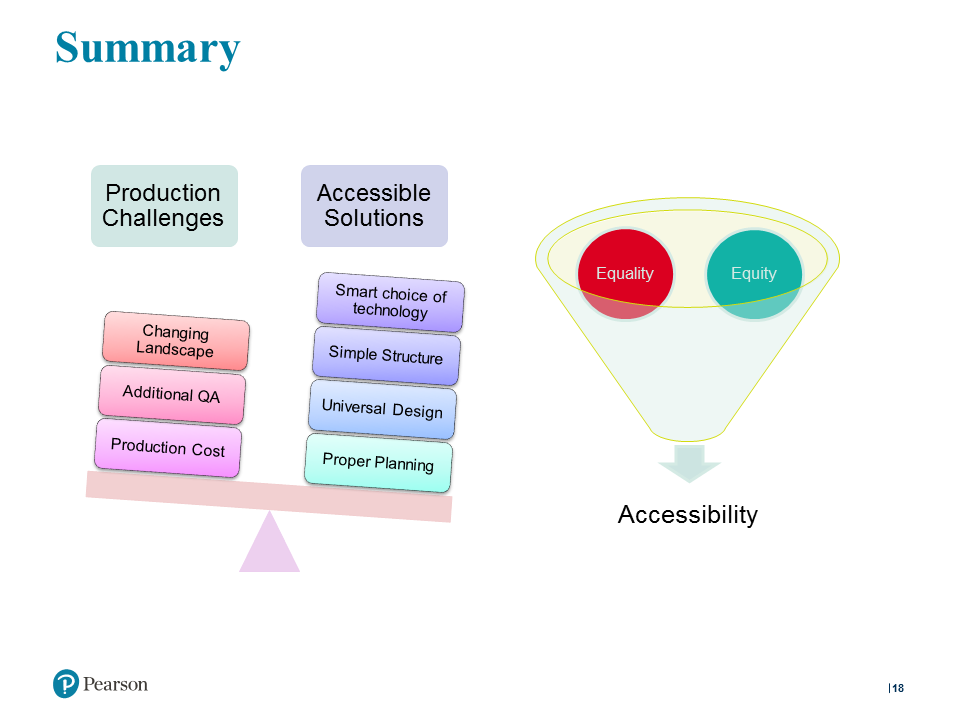 Summary
Production
Challenges
Accessible
Solutions
Changing
Landscape
Additional QA
Production Cost
Smart choice of
technology
Simple Structure
Universal Design
Proper Planning
Equality
Equity
Accessibility
Pearson
18